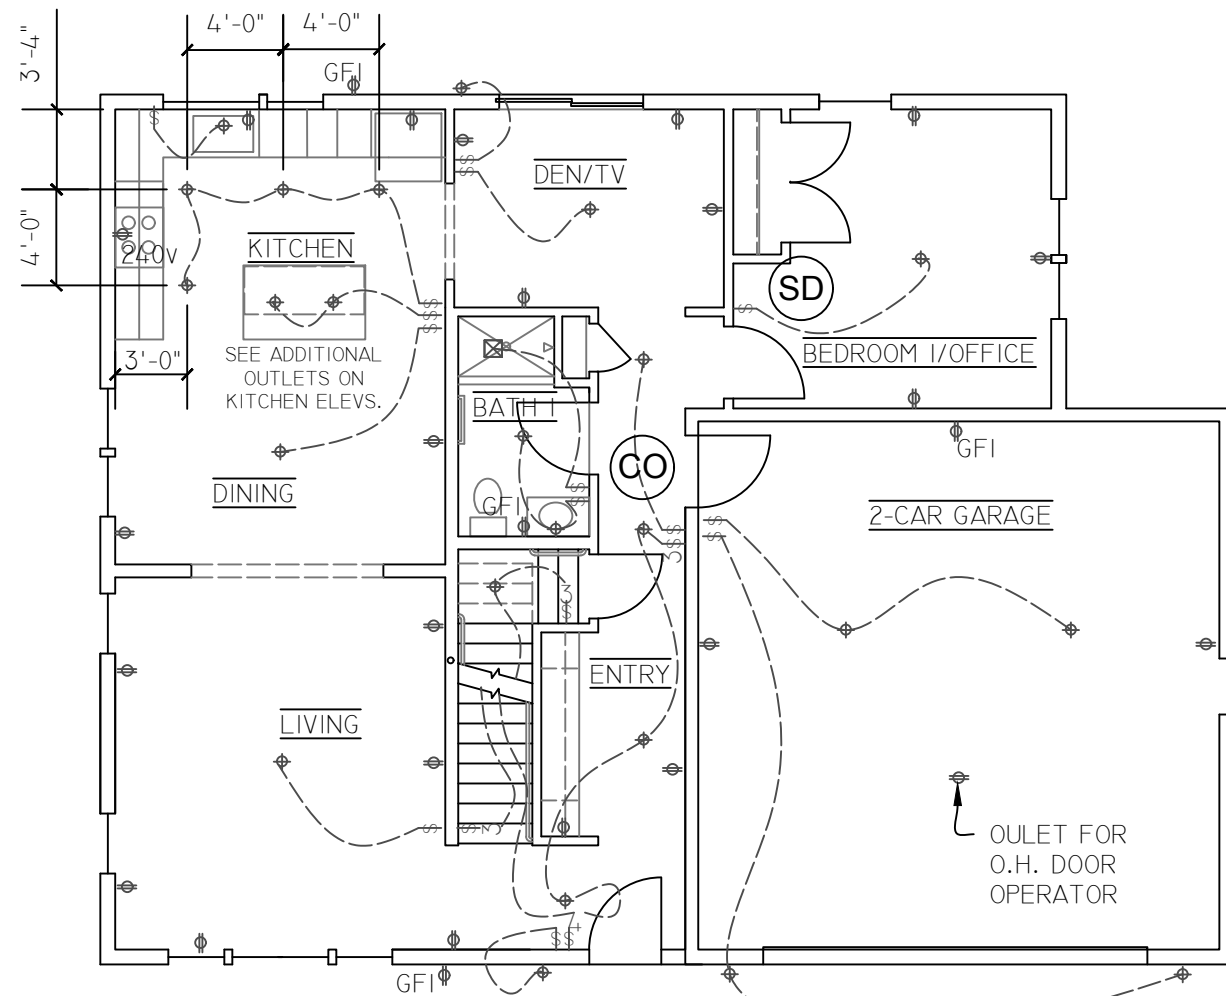 4'-0" 4'-0"
3'-4"
GFI
DEN/TV
KITCHEN
240v
4'-0"
SD
3'-0"
SEE ADDITIONAL
OUTLETS ON
KITCHEN ELEVS.
BEDROOM 1/OFFICE
BATH 1
GFI
CO
DINING
GFI
2-CAR GARAGE
$ $
$ $
$
$
$
$
$
$
$
$$
3$$
$
$
3
$
ENTRY
LIVING
$ $ 3
OULET FOR
O.H. DOOR
OPERATOR
$$+
GFI